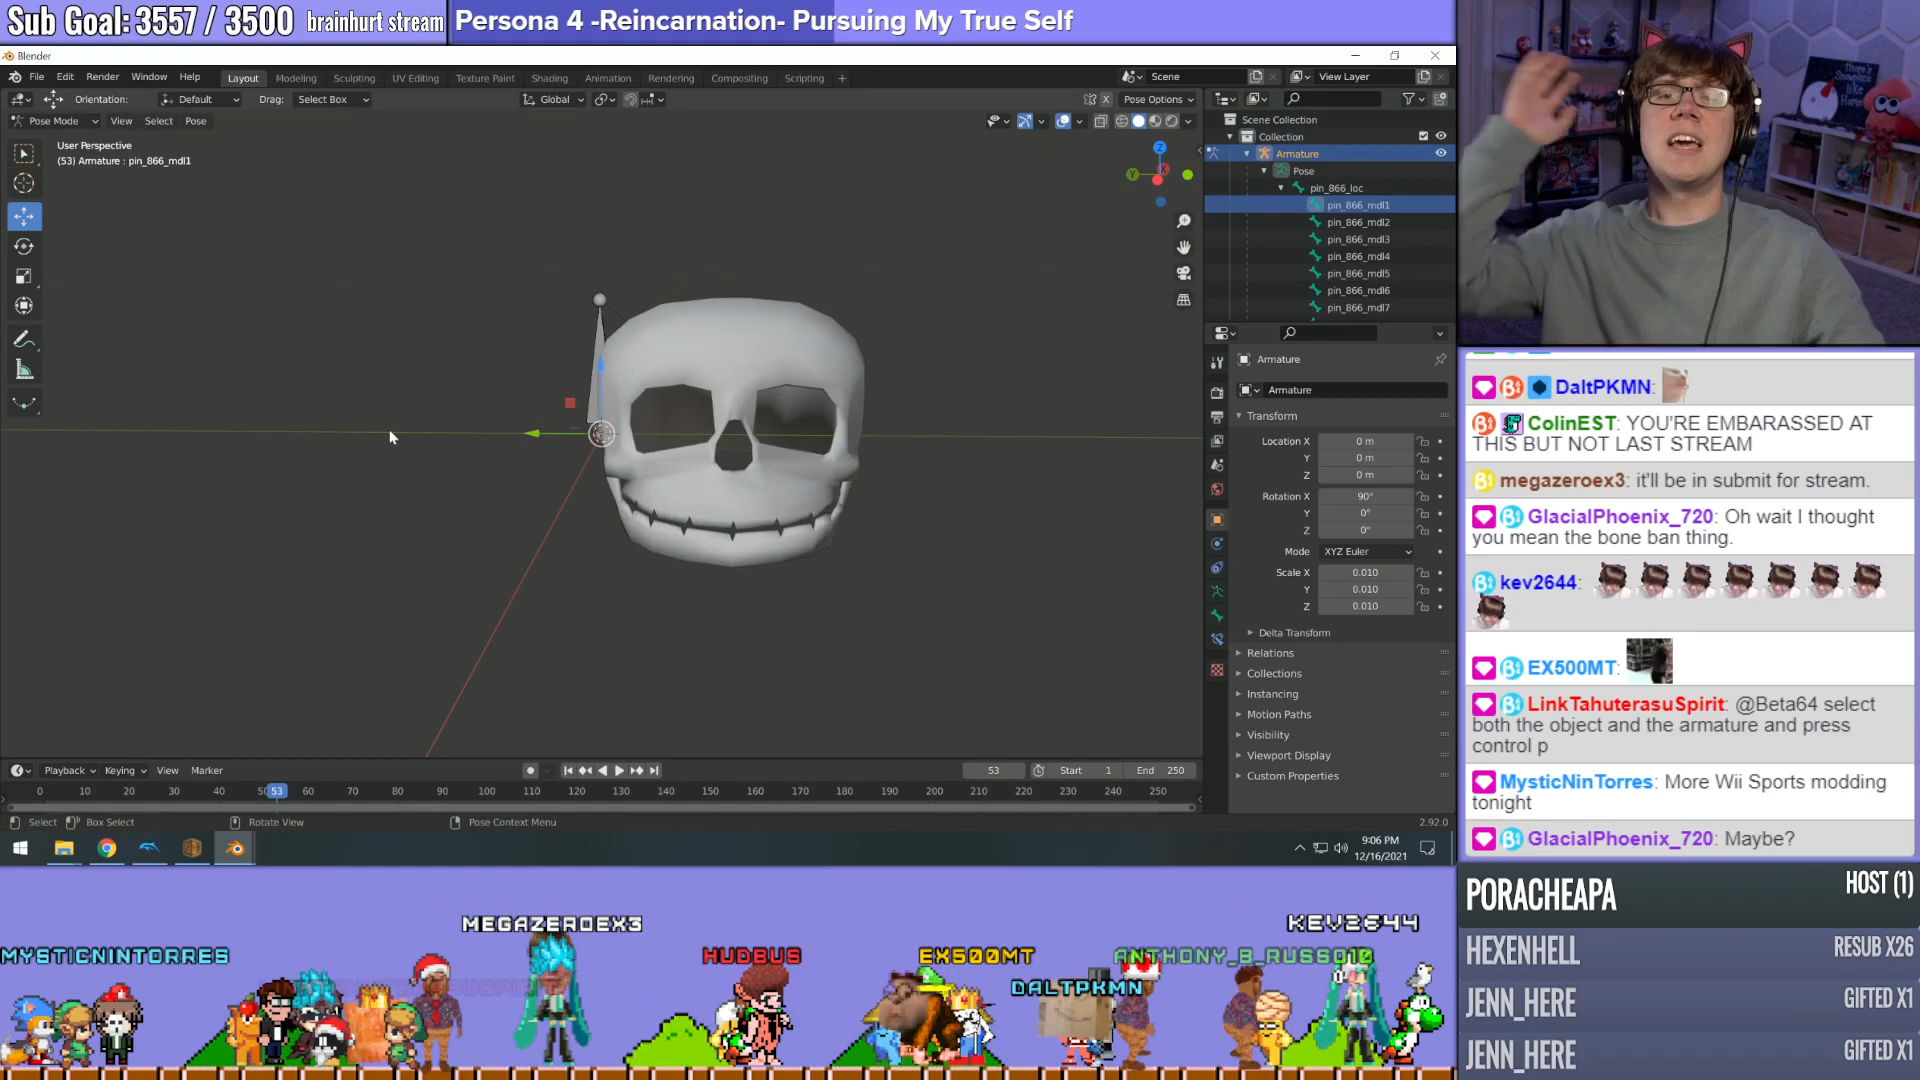 Sub Goal: 3557 / 3500 brainhurt stream
Persona 4 -Reincarnation- Pursuing My True Self
Blender
File Edit Render Window Help
Layout Modeling Sculpting UV Editing Texture Paint Shading Animation Rendering Compositing Scripting +
Scene
View Layer
Orientation: Default Drag: Select Box
Global
X Pose Options
Pose Mode View Select Pose
User Perspective
(53) Armature : pin_866_mdl1
Z
Y
X
Scene Collection
Collection
Armature
Pose
pin_866_loc
pin_866_mdl1
pin_866_mdl2
pin_866_mdl3
pin_866_mdl4
pin_866_mdl5
pin_866_mdl6
pin_866_mdl7
Armature
Armature
Transform
Location X 0 m
Y 0 m
Z 0 m
Rotation X 90°
Y 0°
Z 0°
Mode XYZ Euler
Scale X 0.010
Y 0.010
Z 0.010
Delta Transform
Relations
Collections
Instancing
Motion Paths
Visibility
Viewport Display
Custom Properties
Playback Keying View Marker
53 Start 1 End 250
0 10 20 30 40 50 53 60 70 80 90 100 110 120 130 140 150 160 170 180 190 200 210 220 230 240 250
Select Box Select Rotate View Pose Context Menu
2.92.0
9:06 PM
12/16/2021
DaltPKMN:
ColinEST: YOU'RE EMBARASSED AT
THIS BUT NOT LAST STREAM
megazeroex3: it'll be in submit for stream.
GlacialPhoenix_720: Oh wait I thought
you mean the bone ban thing.
kev2644:
EX500MT:
LinkTahuterasuSpirit: @Beta64 select
both the object and the armature and press
control p
MysticNinTorres: More Wii Sports modding
tonight
GlacialPhoenix_720: Maybe?
PORACHEAPA HOST (1)
HEXENHELL RESUB X26
JENN_HERE GIFTED X1
JENN_HERE GIFTED X1
MYSTICNINTORRES
MEGAZEROEX3
HUDBUS
EX500MT
DALTPKMN
ANTHONY_B_RUSSO10
KEV2644